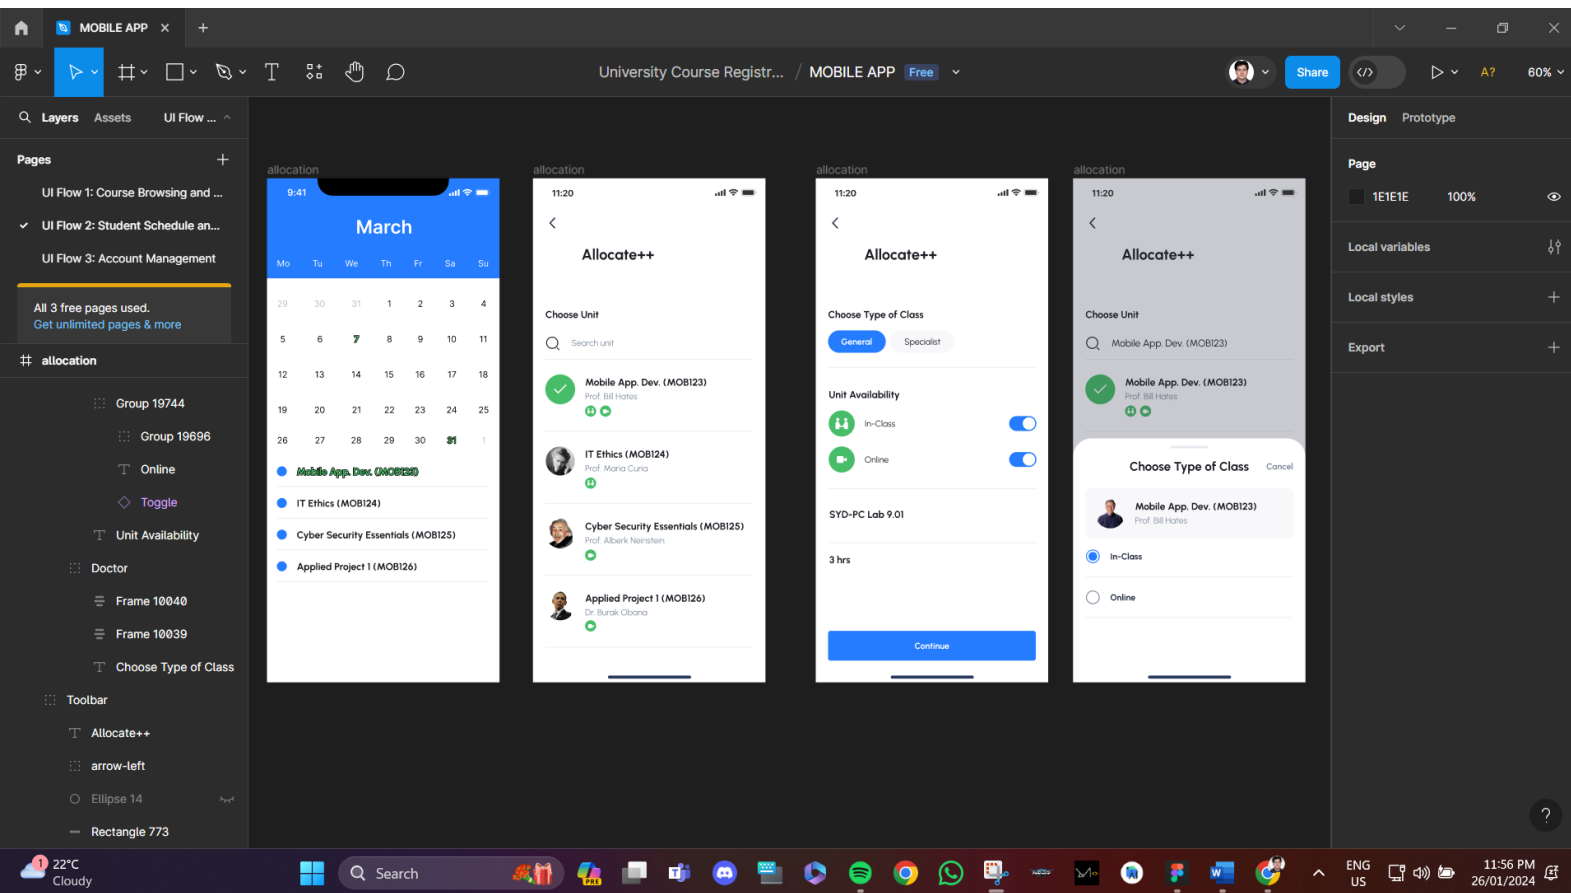 MOBILE APP
University Course Registr... / MOBILE APP Free
Share
A?
60%
Layers Assets UI Flow ...
Pages
UI Flow 1: Course Browsing and ...
UI Flow 2: Student Schedule an...
UI Flow 3: Account Management
All 3 free pages used.
Get unlimited pages & more
allocation
Group 19744
Group 19696
Online
Toggle
Unit Availability
Doctor
Frame 10040
Frame 10039
Choose Type of Class
Toolbar
Allocate++
arrow-left
Ellipse 14
Rectangle 773
allocation
9:41
March
Mo Tu We Th Fr Sa Su
29 30 31 1 2 3 4
5 6 7 8 9 10 11
12 13 14 15 16 17 18
19 20 21 22 23 24 25
26 27 28 29 30 31 1
Mobile App. Dev. (MOB123)
IT Ethics (MOB124)
Cyber Security Essentials (MOB125)
Applied Project 1 (MOB126)
allocation
11:20
Allocate++
Choose Unit
Search unit
Mobile App. Dev. (MOB123)
Prof. Bill Hates
IT Ethics (MOB124)
Prof. Maria Curia
Cyber Security Essentials (MOB125)
Prof. Alberk Neinstein
Applied Project 1 (MOB126)
Dr. Burak Obana
allocation
11:20
Allocate++
Choose Type of Class
General Specialist
Unit Availability
In-Class
Online
SYD-PC Lab 9.01
3 hrs
Continue
allocation
11:20
Allocate++
Choose Unit
Mobile App. Dev. (MOB123)
Mobile App. Dev. (MOB123)
Prof. Bill Hates
Choose Type of Class Cancel
Mobile App. Dev. (MOB123)
Prof. Bill Hates
In-Class
Online
Design Prototype
Page
1E1E1E 100%
Local variables
Local styles
Export
?
1
22°C
Cloudy
Search
PRE
ENG
US
11:56 PM
26/01/2024